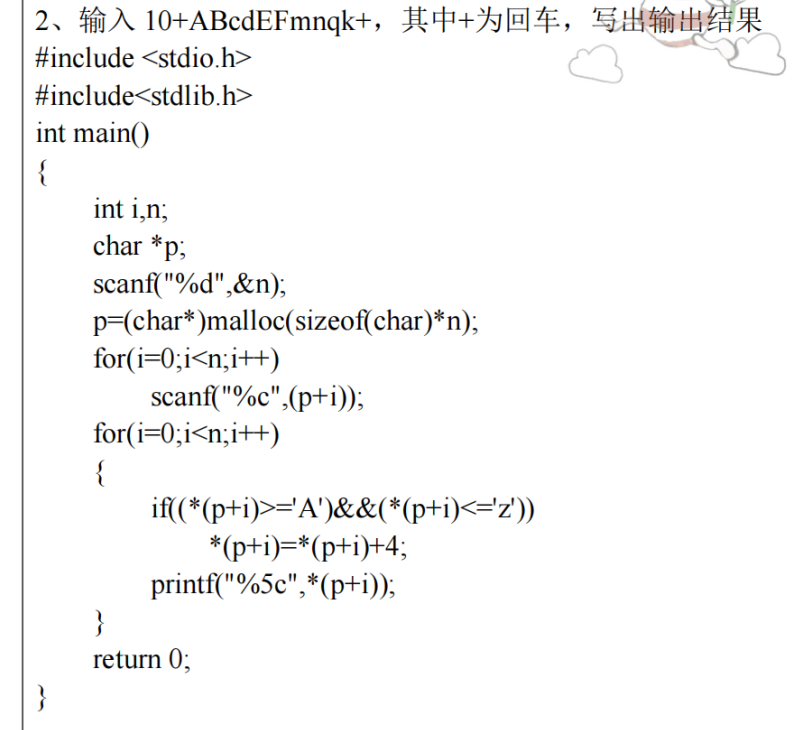 2、输入 10+ABcdEFmnqk+，其中+为回车，写出输出结果
#include <stdio.h>
#include<stdlib.h>
int main()
{
int i,n;
char *p;
scanf("%d",&n);
p=(char*)malloc(sizeof(char)*n);
for(i=0;i<n;i++)
scanf("%c",(p+i));
for(i=0;i<n;i++)
{
if((*(p+i)>='A')&&(*(p+i)<='z'))
*(p+i)=*(p+i)+4;
printf("%5c",*(p+i));
}
return 0;
}